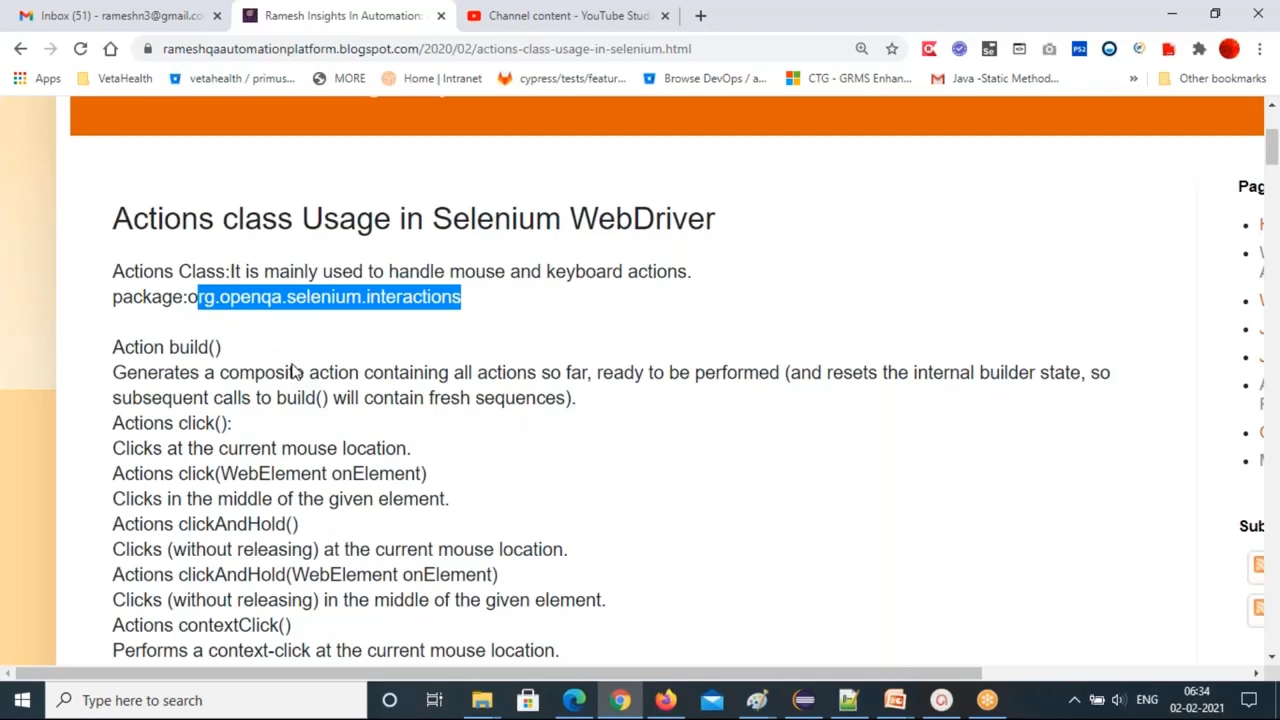 Inbox (51) - rameshn3@gmail.co
Ramesh Insights In Automation:
Channel content - YouTube Stud
rameshqaautomationplatform.blogspot.com/2020/02/actions-class-usage-in-selenium.html
Apps
VetaHealth
vetahealth / primus...
MORE
Home | Intranet
cypress/tests/featur...
Browse DevOps / a...
CTG - GRMS Enhan...
Java -Static Method...
»
Other bookmarks
Actions class Usage in Selenium WebDriver
Actions Class:It is mainly used to handle mouse and keyboard actions.
package:org.openqa.selenium.interactions
Action build()
Generates a composite action containing all actions so far, ready to be performed (and resets the internal builder state, so
subsequent calls to build() will contain fresh sequences).
Actions click():
Clicks at the current mouse location.
Actions click(WebElement onElement)
Clicks in the middle of the given element.
Actions clickAndHold()
Clicks (without releasing) at the current mouse location.
Actions clickAndHold(WebElement onElement)
Clicks (without releasing) in the middle of the given element.
Actions contextClick()
Performs a context-click at the current mouse location.
Pag
Sub
Type here to search
ENG
06:34
02-02-2021